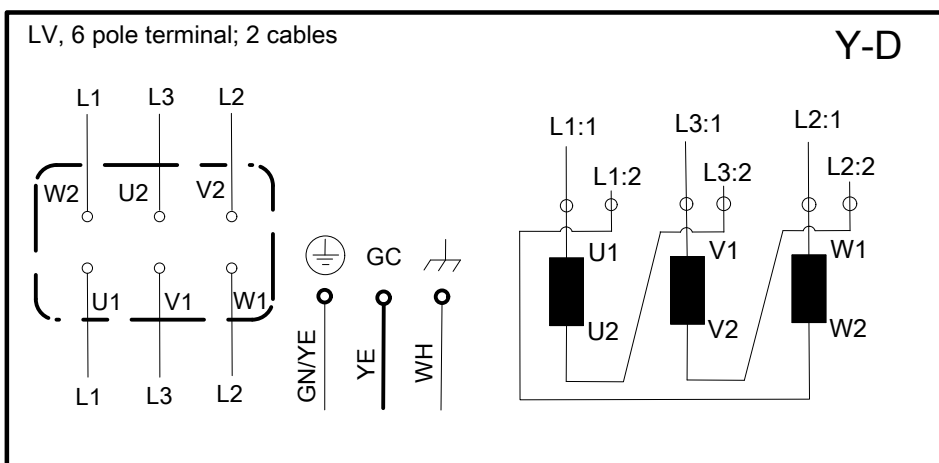 LV, 6 pole terminal; 2 cables
Y-D
L1 L3 L2
W2 U2 V2
U1 V1 W1
L1 L3 L2
GC
GN/YE YE WH
L1:1 L3:1 L2:1
L1:2 L3:2 L2:2
U1 V1 W1
U2 V2 W2